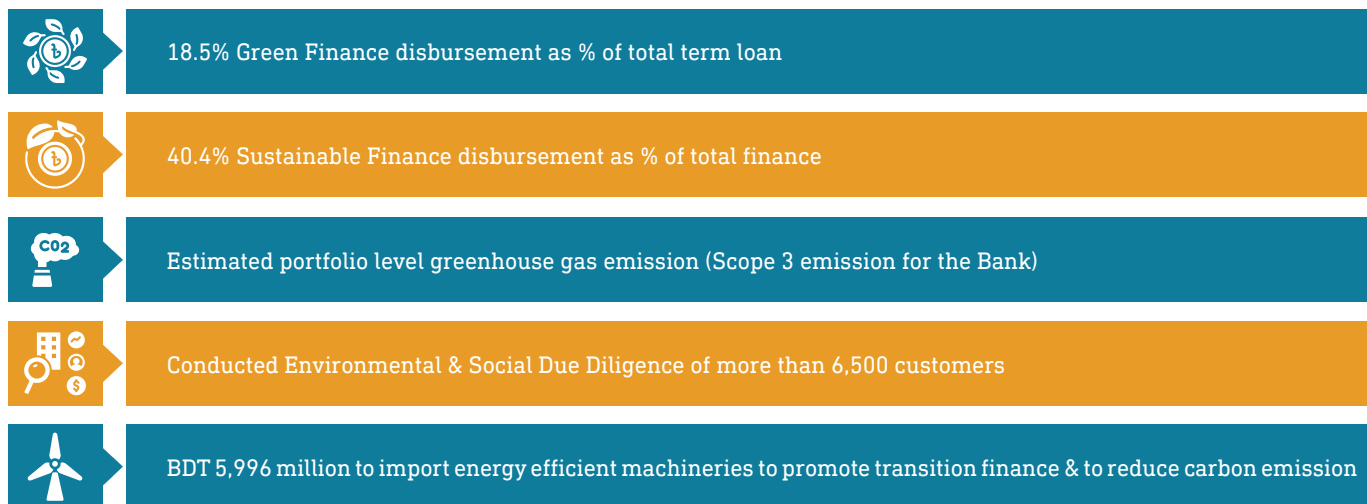 ৳
18.5% Green Finance disbursement as % of total term loan
৳
40.4% Sustainable Finance disbursement as % of total finance
CO2
Estimated portfolio level greenhouse gas emission (Scope 3 emission for the Bank)
$
Conducted Environmental & Social Due Diligence of more than 6,500 customers
BDT 5,996 million to import energy efficient machineries to promote transition finance & to reduce carbon emission